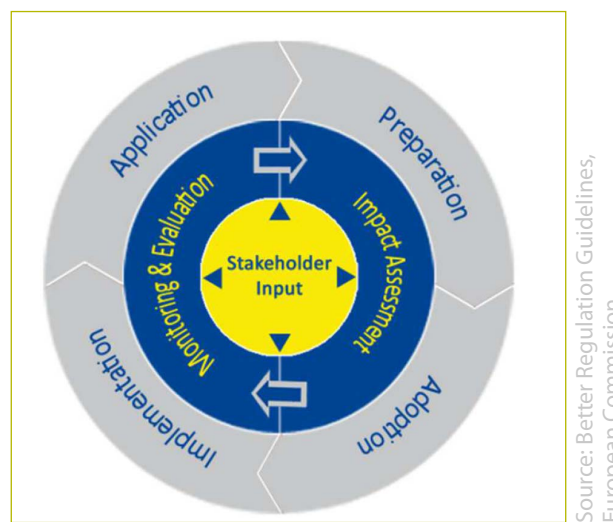 Application
Preparation
Monitoring & Evaluation
Impact Assessment
Stakeholder
Input
Implementation
Adoption
Source: Better Regulation Guidelines,
European Commission